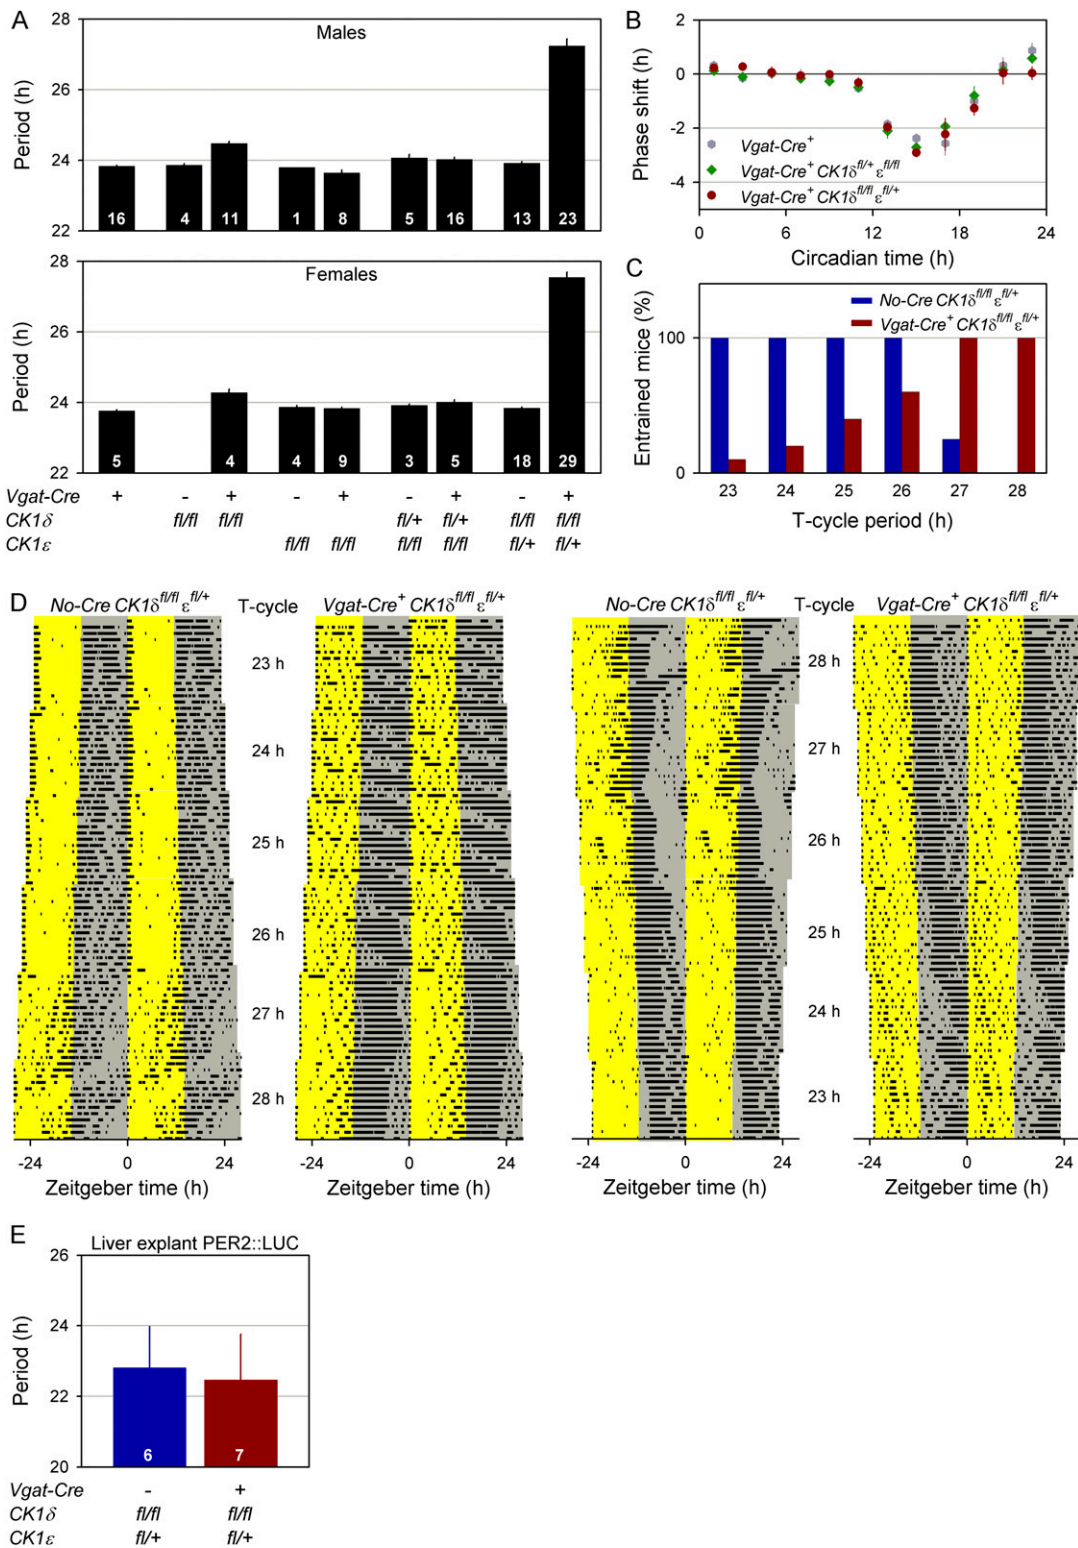 A
Males
Period (h)
28
26
24
22
16 4 11 1 8 5 16 13 23
Females
Period (h)
28
26
24
22
5 4 4 9 3 5 18 29
Vgat-Cre + - + - + - + - +
CK1δ fl/fl fl/fl fl/+ fl/+ fl/fl fl/fl
CK1ε fl/fl fl/fl fl/fl fl/fl fl/+ fl/+
B
Phase shift (h)
2
0
-2
-4
Vgat-Cre+
Vgat-Cre+ CK1δfl/+ εfl/fl
Vgat-Cre+ CK1δfl/fl εfl/+
0 6 12 18 24
Circadian time (h)
C
No-Cre CK1δfl/fl εfl/+
Vgat-Cre+ CK1δfl/fl εfl/+
Entrained mice (%)
100
0
23 24 25 26 27 28
T-cycle period (h)
D
No-Cre CK1δfl/fl εfl/+ T-cycle Vgat-Cre+ CK1δfl/fl εfl/+
23 h
24 h
25 h
26 h
27 h
28 h
-24 0 24 -24 0 24
Zeitgeber time (h) Zeitgeber time (h)
No-Cre CK1δfl/fl εfl/+ T-cycle Vgat-Cre+ CK1δfl/fl εfl/+
28 h
27 h
26 h
25 h
24 h
23 h
-24 0 24 -24 0 24
Zeitgeber time (h) Zeitgeber time (h)
E
Liver explant PER2::LUC
Period (h)
26
24
22
20
6 7
Vgat-Cre - +
CK1δ fl/fl fl/fl
CK1ε fl/+ fl/+